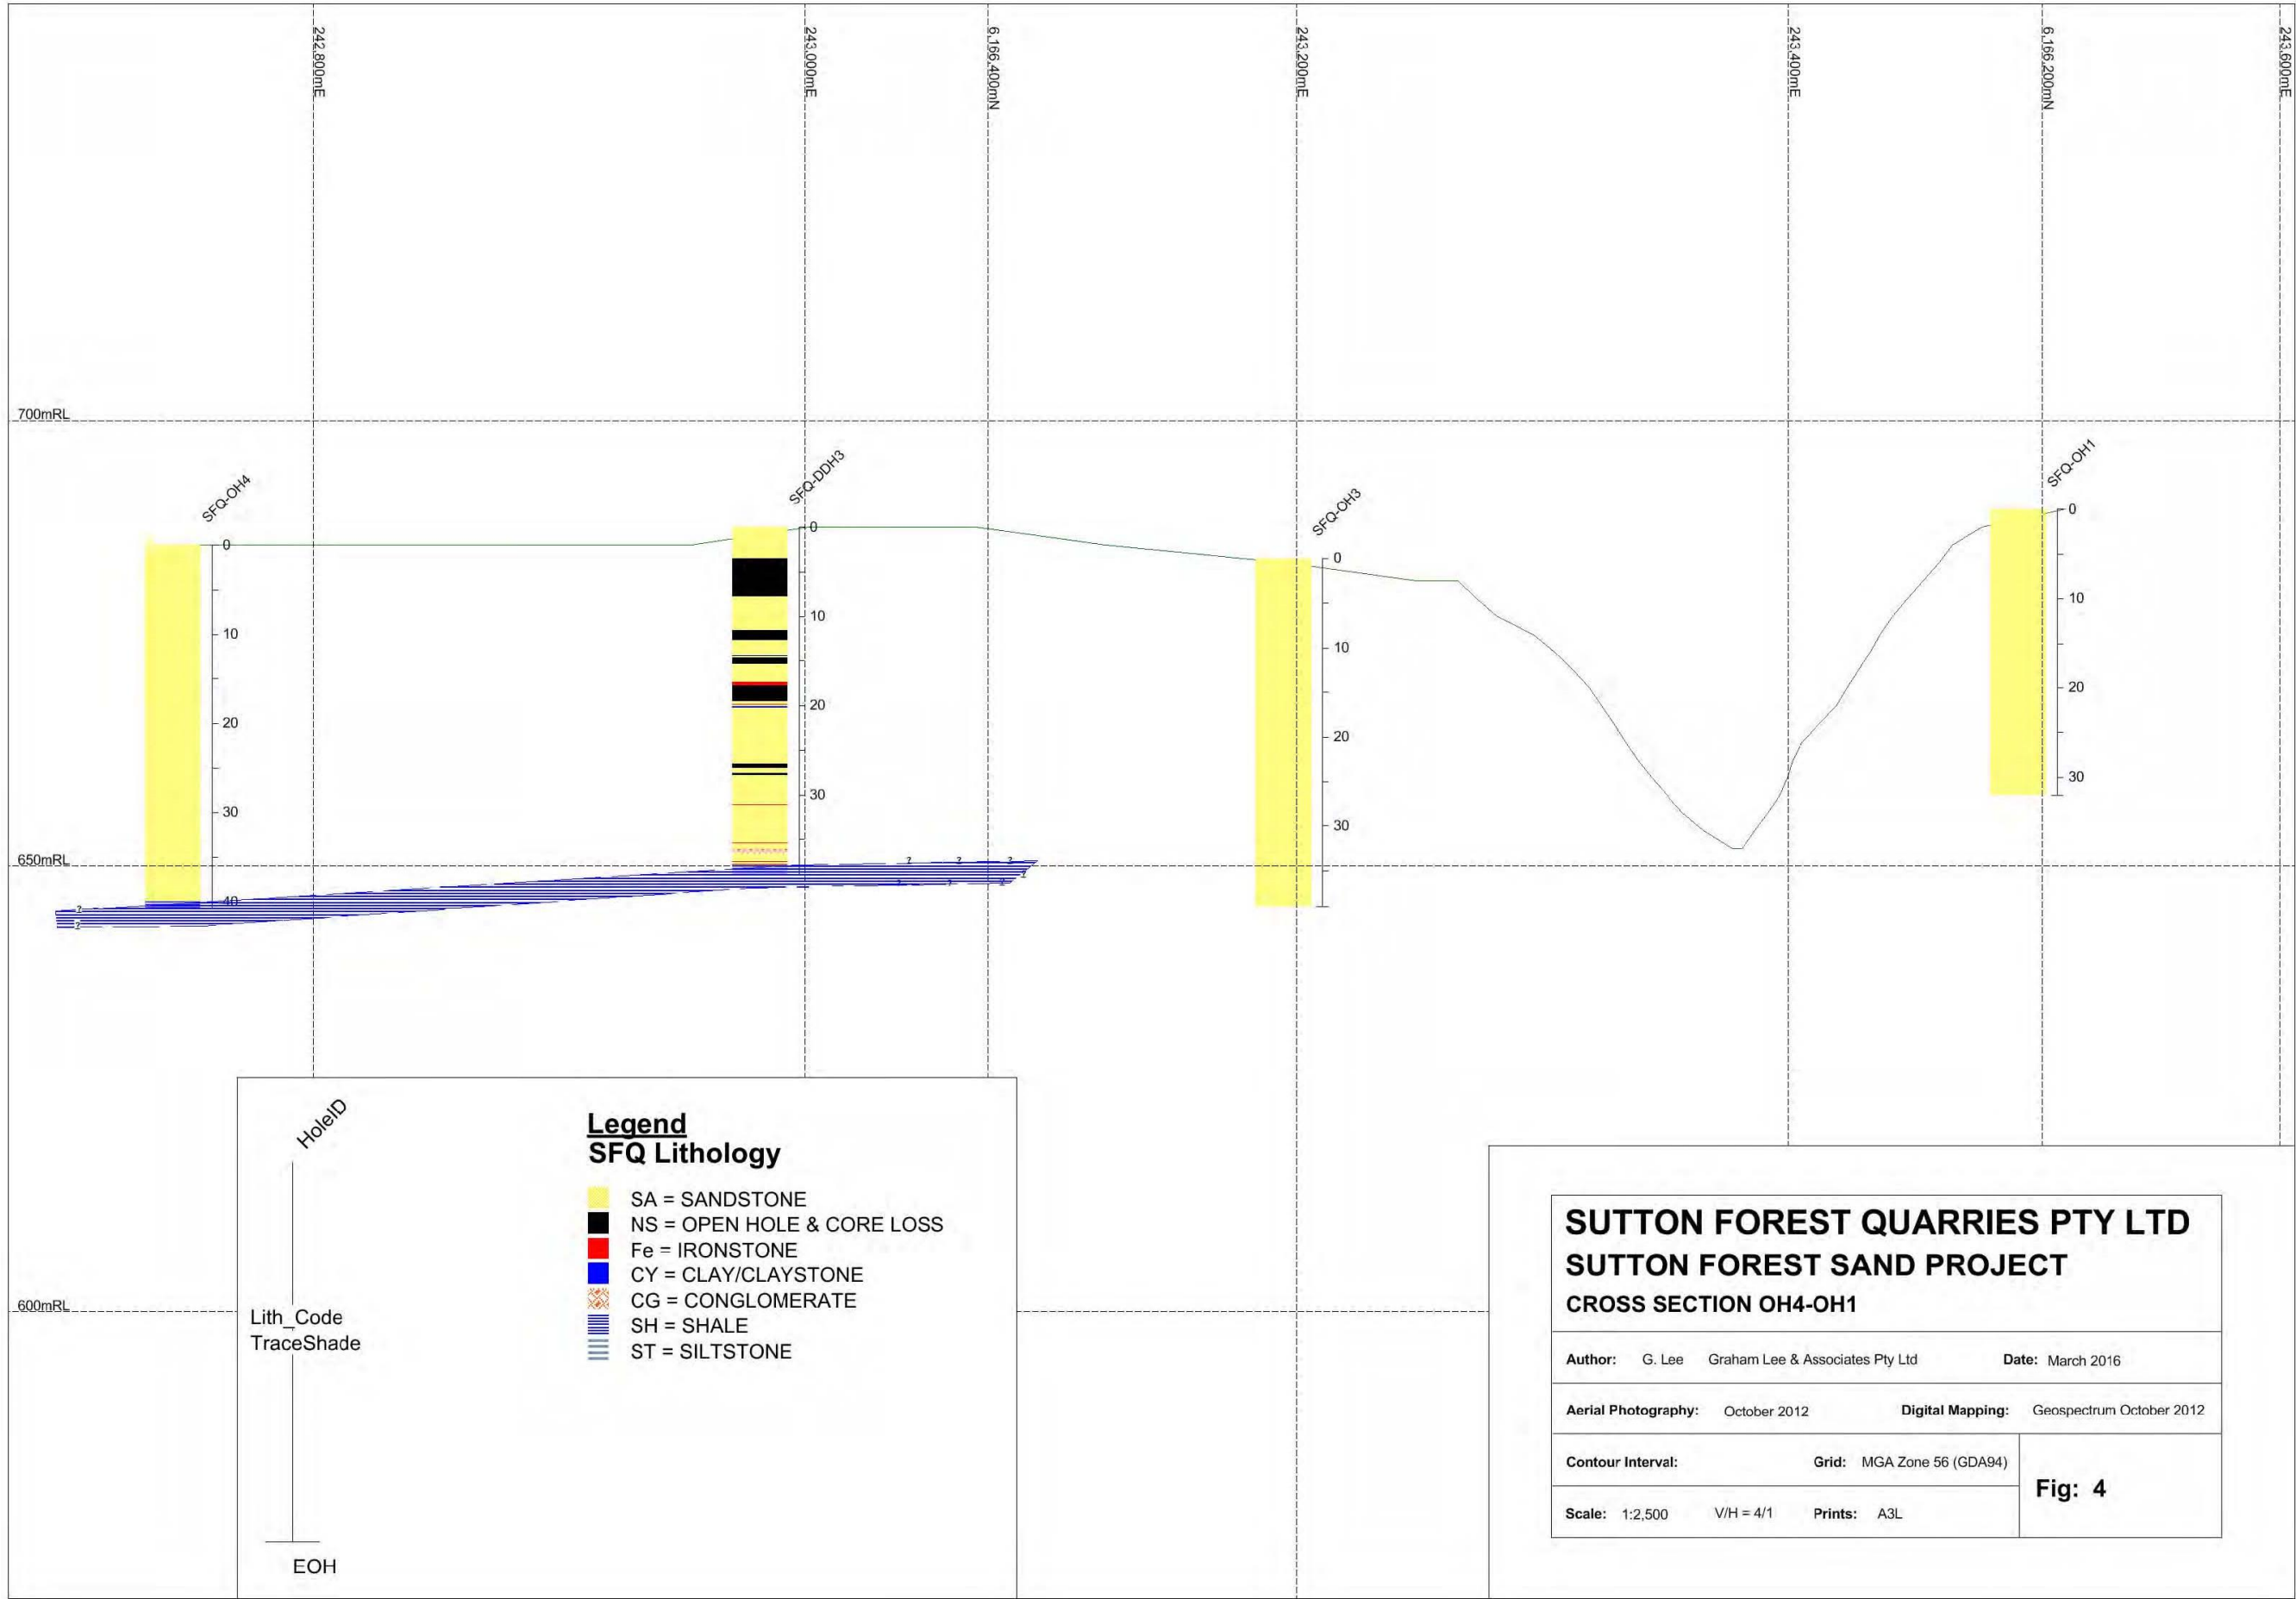 242,800mE
243,000mE
6,166,400mN
243,200mE
243,400mE
6,166,200mN
243,600mE
700mRL
SFQ-OH4
SFQ-DDH3
SFQ-OH3
SFQ-OH1
0
10
20
30
40
0
10
20
30
0
10
20
30
0
10
20
30
650mRL
? ? ?
?
? ? ?
?
?
600mRL
HoleID
Lith_Code
TraceShade
EOH
Legend
SFQ Lithology
SA = SANDSTONE
NS = OPEN HOLE & CORE LOSS
Fe = IRONSTONE
CY = CLAY/CLAYSTONE
CG = CONGLOMERATE
SH = SHALE
ST = SILTSTONE
SUTTON FOREST QUARRIES PTY LTD
SUTTON FOREST SAND PROJECT
CROSS SECTION OH4-OH1
Author: G. Lee Graham Lee & Associates Pty Ltd Date: March 2016
Aerial Photography: October 2012 Digital Mapping: Geospectrum October 2012
Contour Interval: Grid: MGA Zone 56 (GDA94)
Scale: 1:2,500 V/H = 4/1 Prints: A3L
Fig: 4